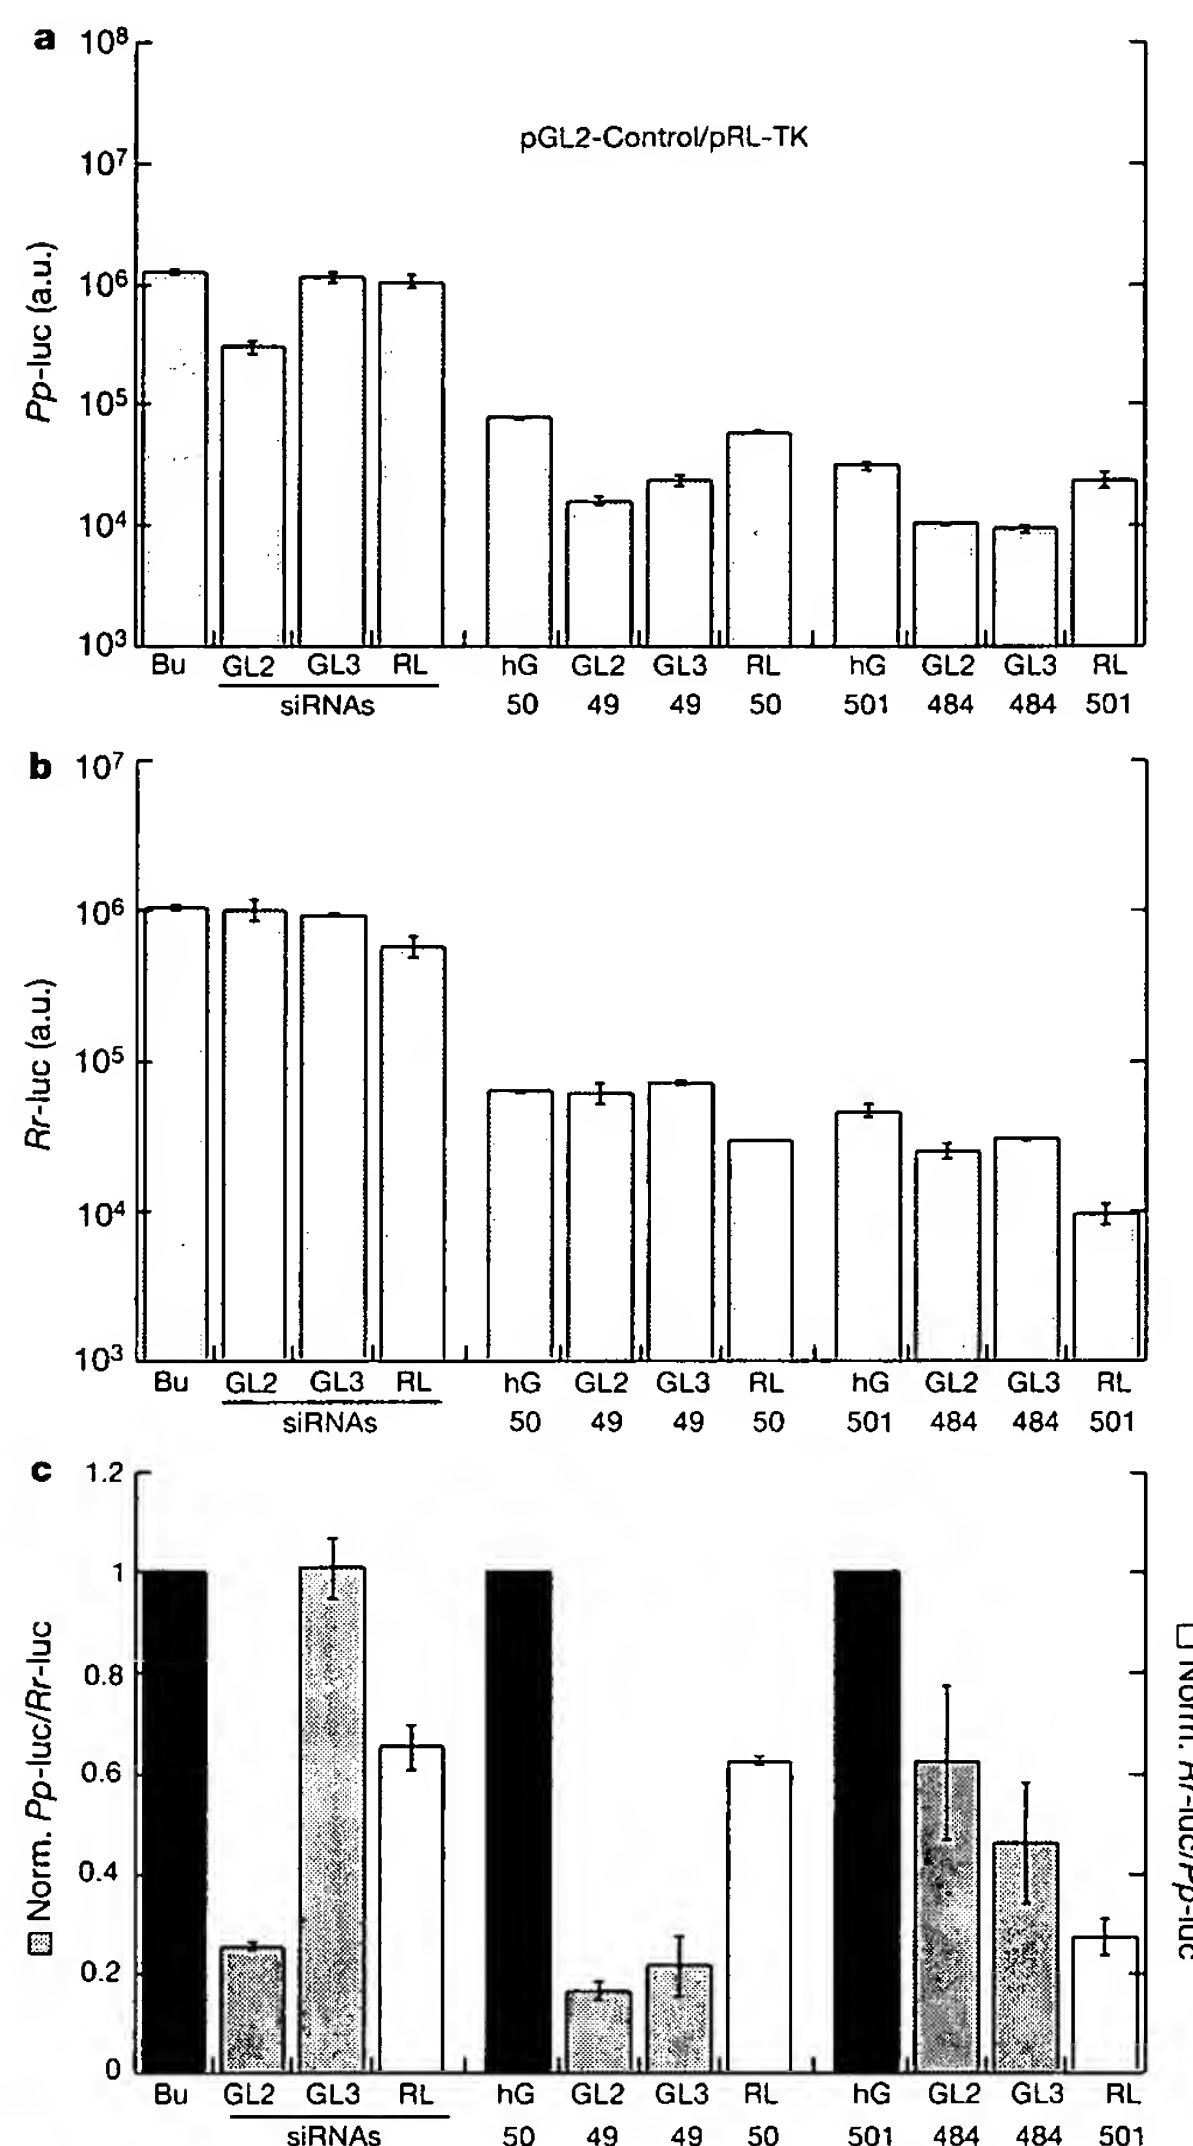 a
10⁸
pGL2-Control/pRL-TK
10⁷
10⁶
10⁵
10⁴
10³
Pp-luc (a.u.)
Bu GL2 GL3 RL hG GL2 GL3 RL hG GL2 GL3 RL
siRNAs 50 49 49 50 501 484 484 501
b
10⁷
10⁶
10⁵
10⁴
10³
Rr-luc (a.u.)
Bu GL2 GL3 RL hG GL2 GL3 RL hG GL2 GL3 RL
siRNAs 50 49 49 50 501 484 484 501
c
1.2
1
0.8
0.6
0.4
0.2
0
Norm. Pp-luc/Rr-luc
Norm. Rr-luc/Pp-luc
Bu GL2 GL3 RL hG GL2 GL3 RL hG GL2 GL3 RL
siRNAs 50 49 49 50 501 484 484 501